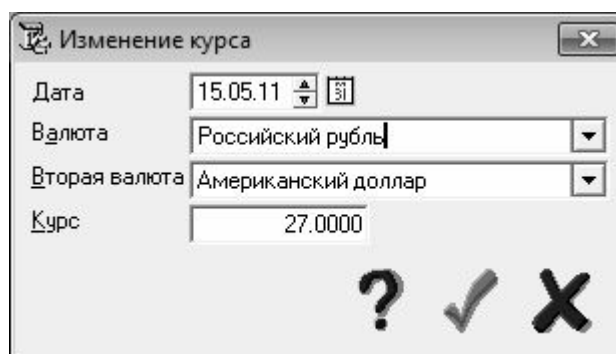 Изменение курса
Дата 15.05.11
Валюта Российский рубль
Вторая валюта Американский доллар
Курс 27.0000